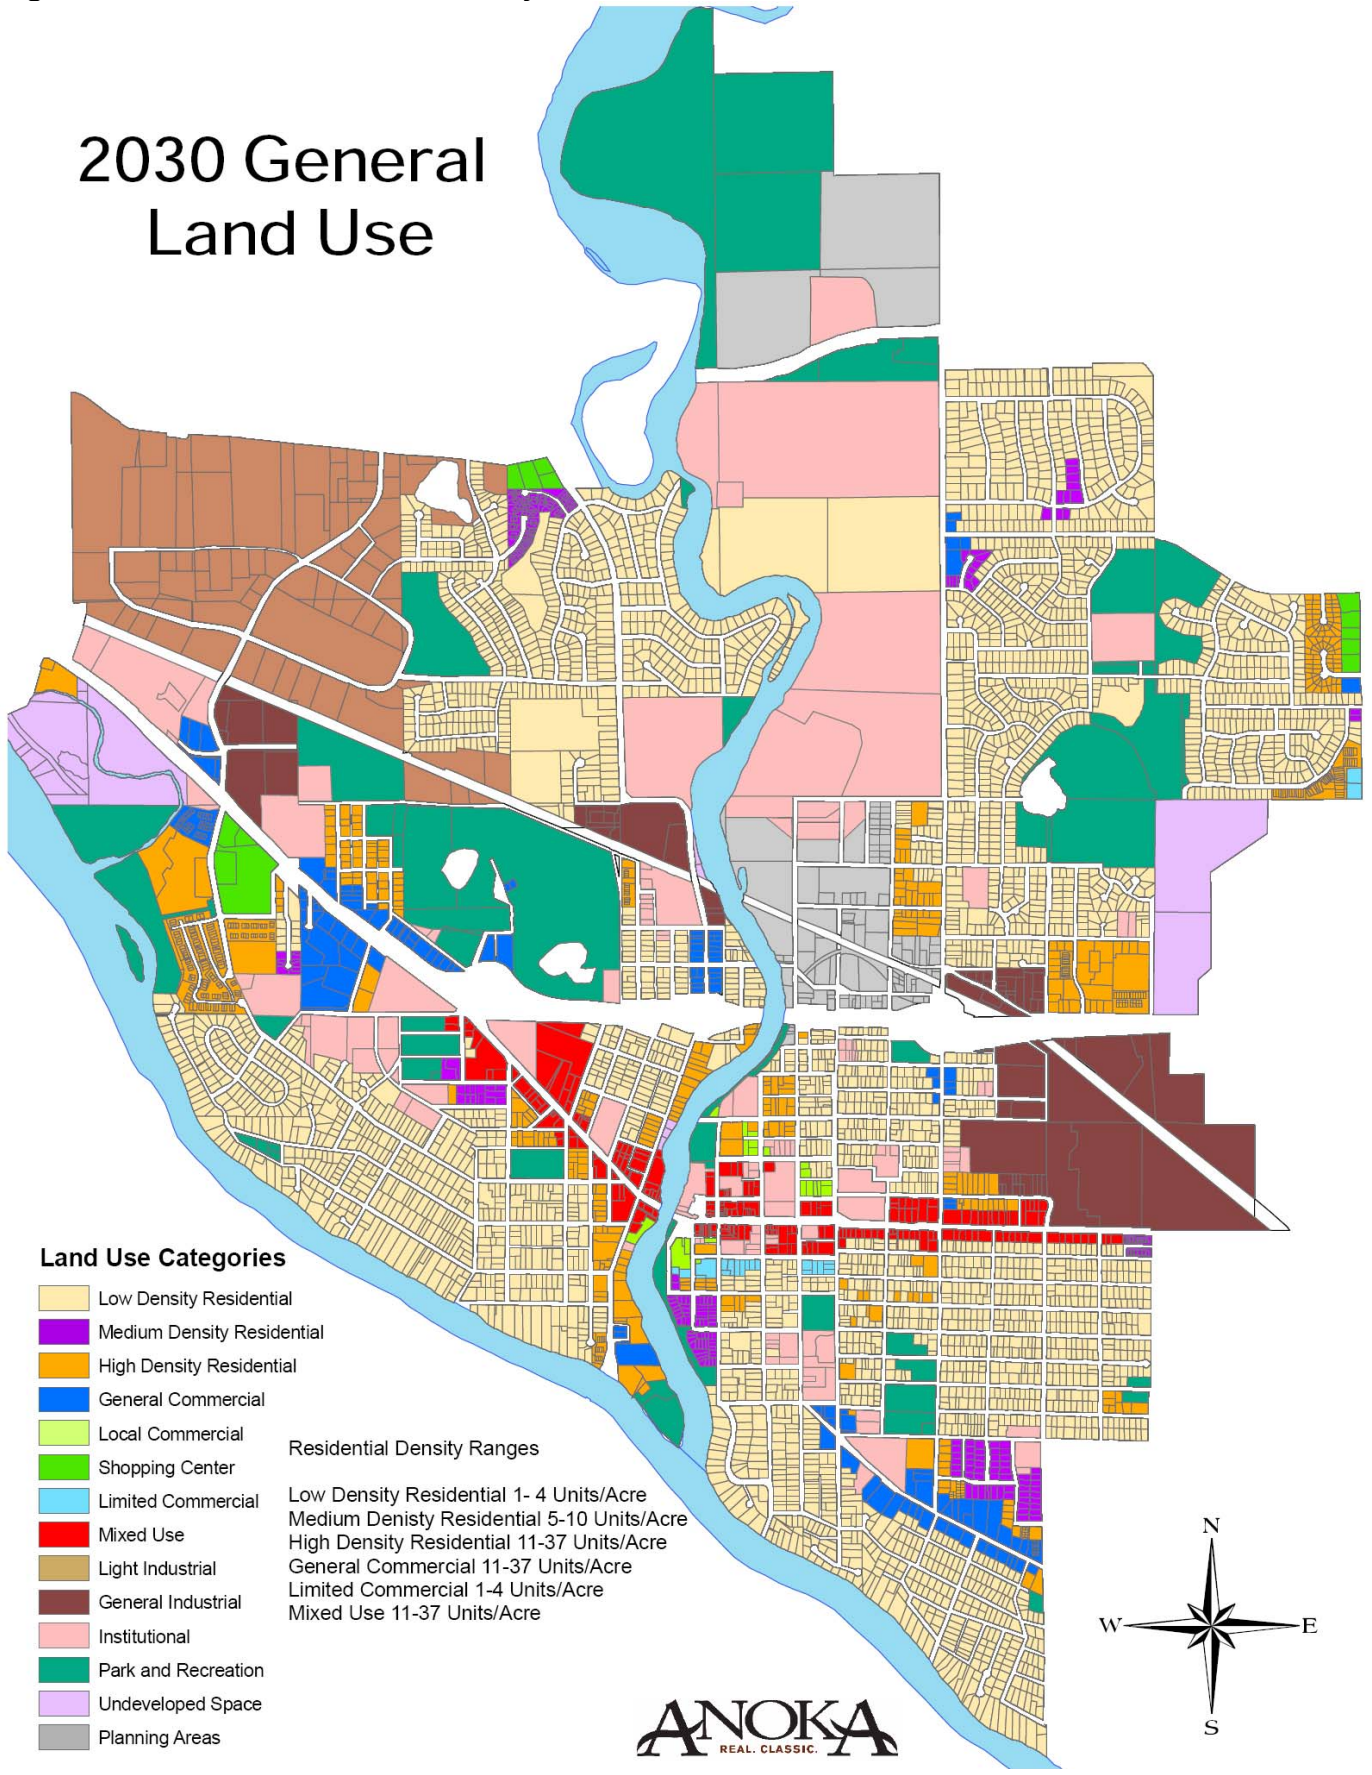 2030 General
Land Use
Land Use Categories
Low Density Residential
Medium Density Residential
High Density Residential
General Commercial
Local Commercial
Shopping Center
Limited Commercial
Mixed Use
Light Industrial
General Industrial
Institutional
Park and Recreation
Undeveloped Space
Planning Areas
Residential Density Ranges
Low Density Residential 1- 4 Units/Acre
Medium Denisty Residential 5-10 Units/Acre
High Density Residential 11-37 Units/Acre
General Commercial 11-37 Units/Acre
Limited Commercial 1-4 Units/Acre
Mixed Use 11-37 Units/Acre
N
W
E
S
ANOKA
REAL. CLASSIC.